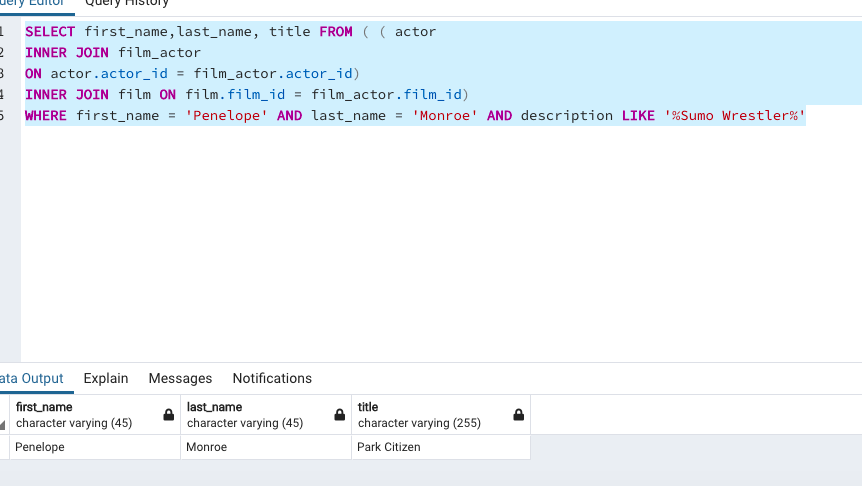 uery Editor Query History
1 SELECT first_name,last_name, title FROM ( ( actor
2 INNER JOIN film_actor
3 ON actor.actor_id = film_actor.actor_id)
4 INNER JOIN film ON film.film_id = film_actor.film_id)
5 WHERE first_name = 'Penelope' AND last_name = 'Monroe' AND description LIKE '%Sumo Wrestler%'
ata Output Explain Messages Notifications
first_name last_name title
character varying (45) character varying (45) character varying (255)
Penelope Monroe Park Citizen